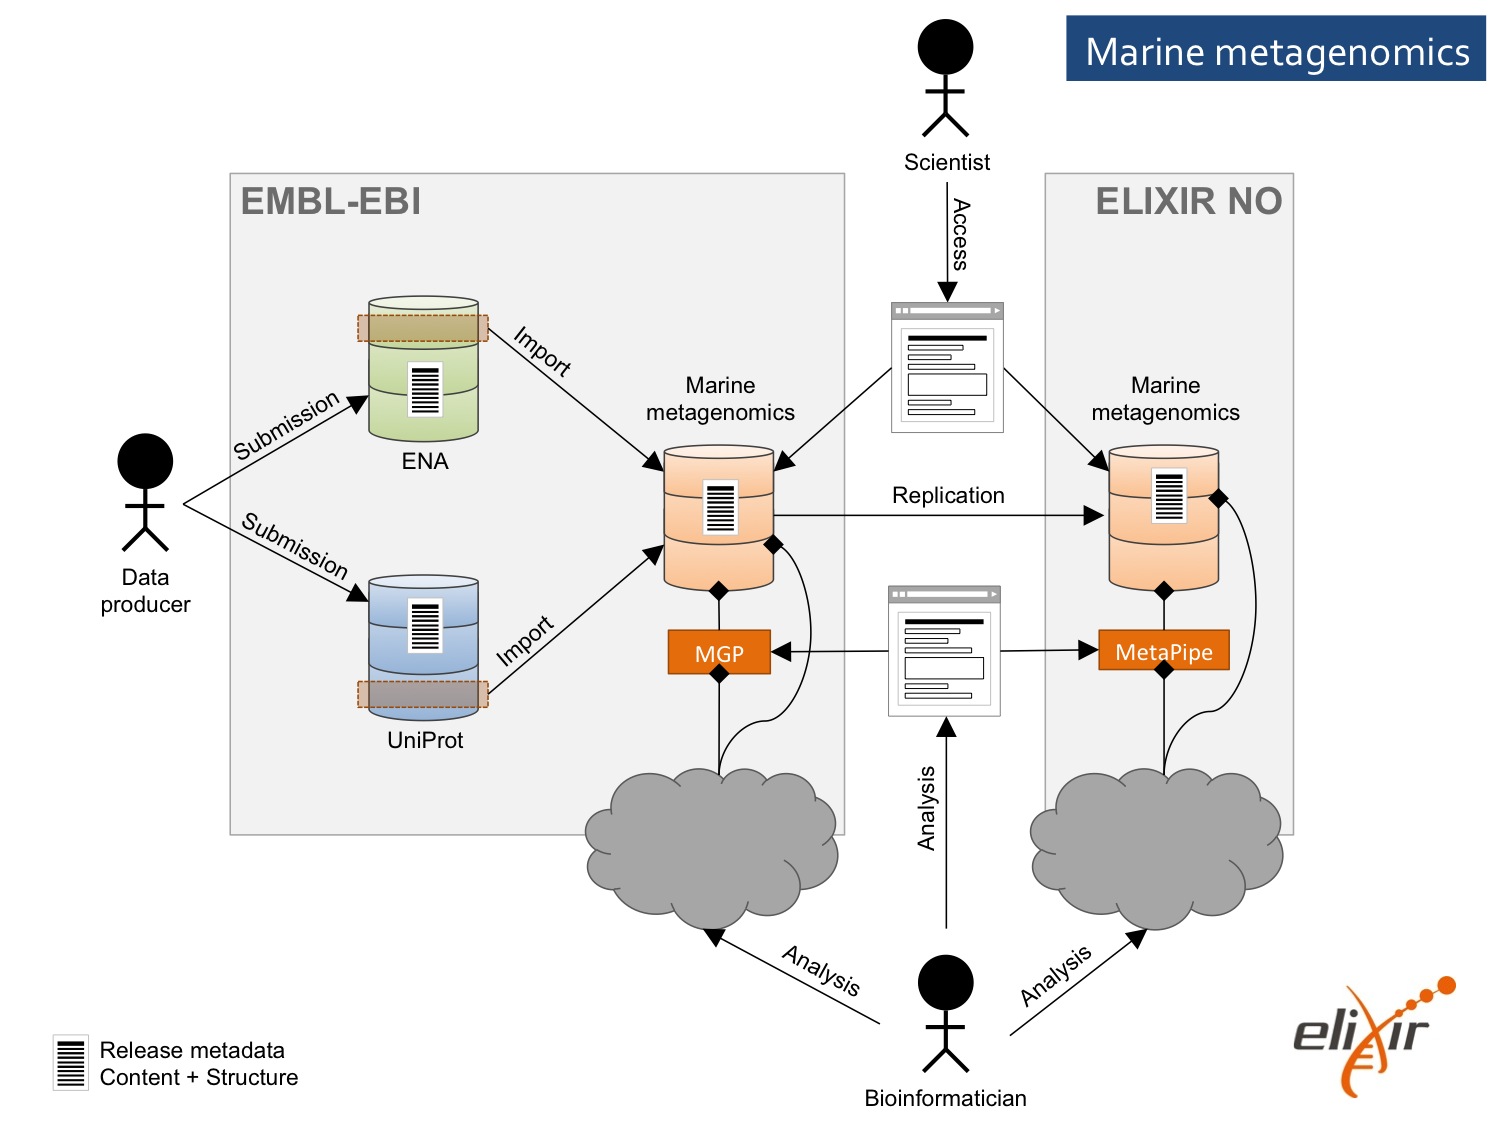 Marine metagenomics
Scientist
EMBL-EBI
ELIXIR NO
Access
Import
Marine
metagenomics
Marine
metagenomics
Submission
ENA
Replication
Submission
Data
producer
Import
MGP
MetaPipe
UniProt
Analysis
Analysis
Analysis
elixir
Release metadata
Content + Structure
Bioinformatician